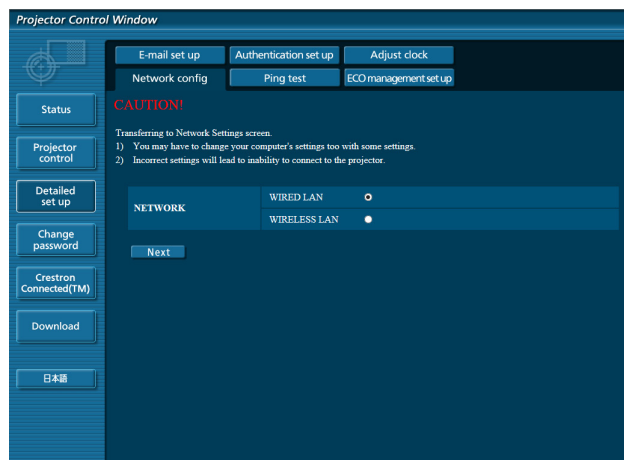 Projector Control Window
E-mail set up
Authentication set up
Adjust clock
Network config
Ping test
ECO management set up
Status
Projector
control
Detailed
set up
Change
password
Crestron
Connected(TM)
Download
日本語
CAUTION!
Transferring to Network Settings screen.
1) You may have to change your computer's settings too with some settings.
2) Incorrect settings will lead to inability to connect to the projector.
NETWORK
WIRED LAN
WIRELESS LAN
Next